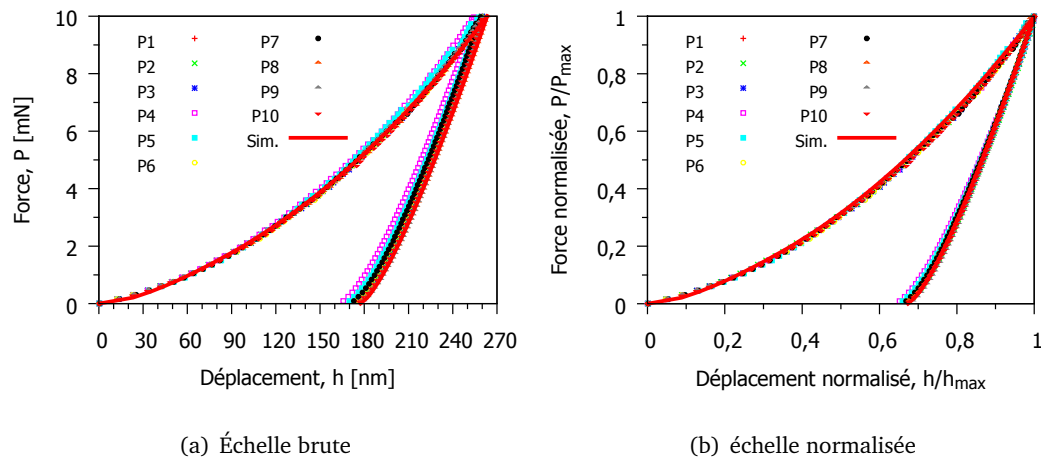 10
8
6
4
2
0
Force, P [mN]
P1
P2
P3
P4
P5
P6
P7
P8
P9
P10
Sim.
0 30 60 90 120 150 180 210 240 270
Déplacement, h [nm]
(a) Échelle brute
1
0,8
0,6
0,4
0,2
0
Force normalisée, P/Pmax
P1
P2
P3
P4
P5
P6
P7
P8
P9
P10
Sim.
0 0,2 0,4 0,6 0,8 1
Déplacement normalisé, h/hmax
(b) échelle normalisée